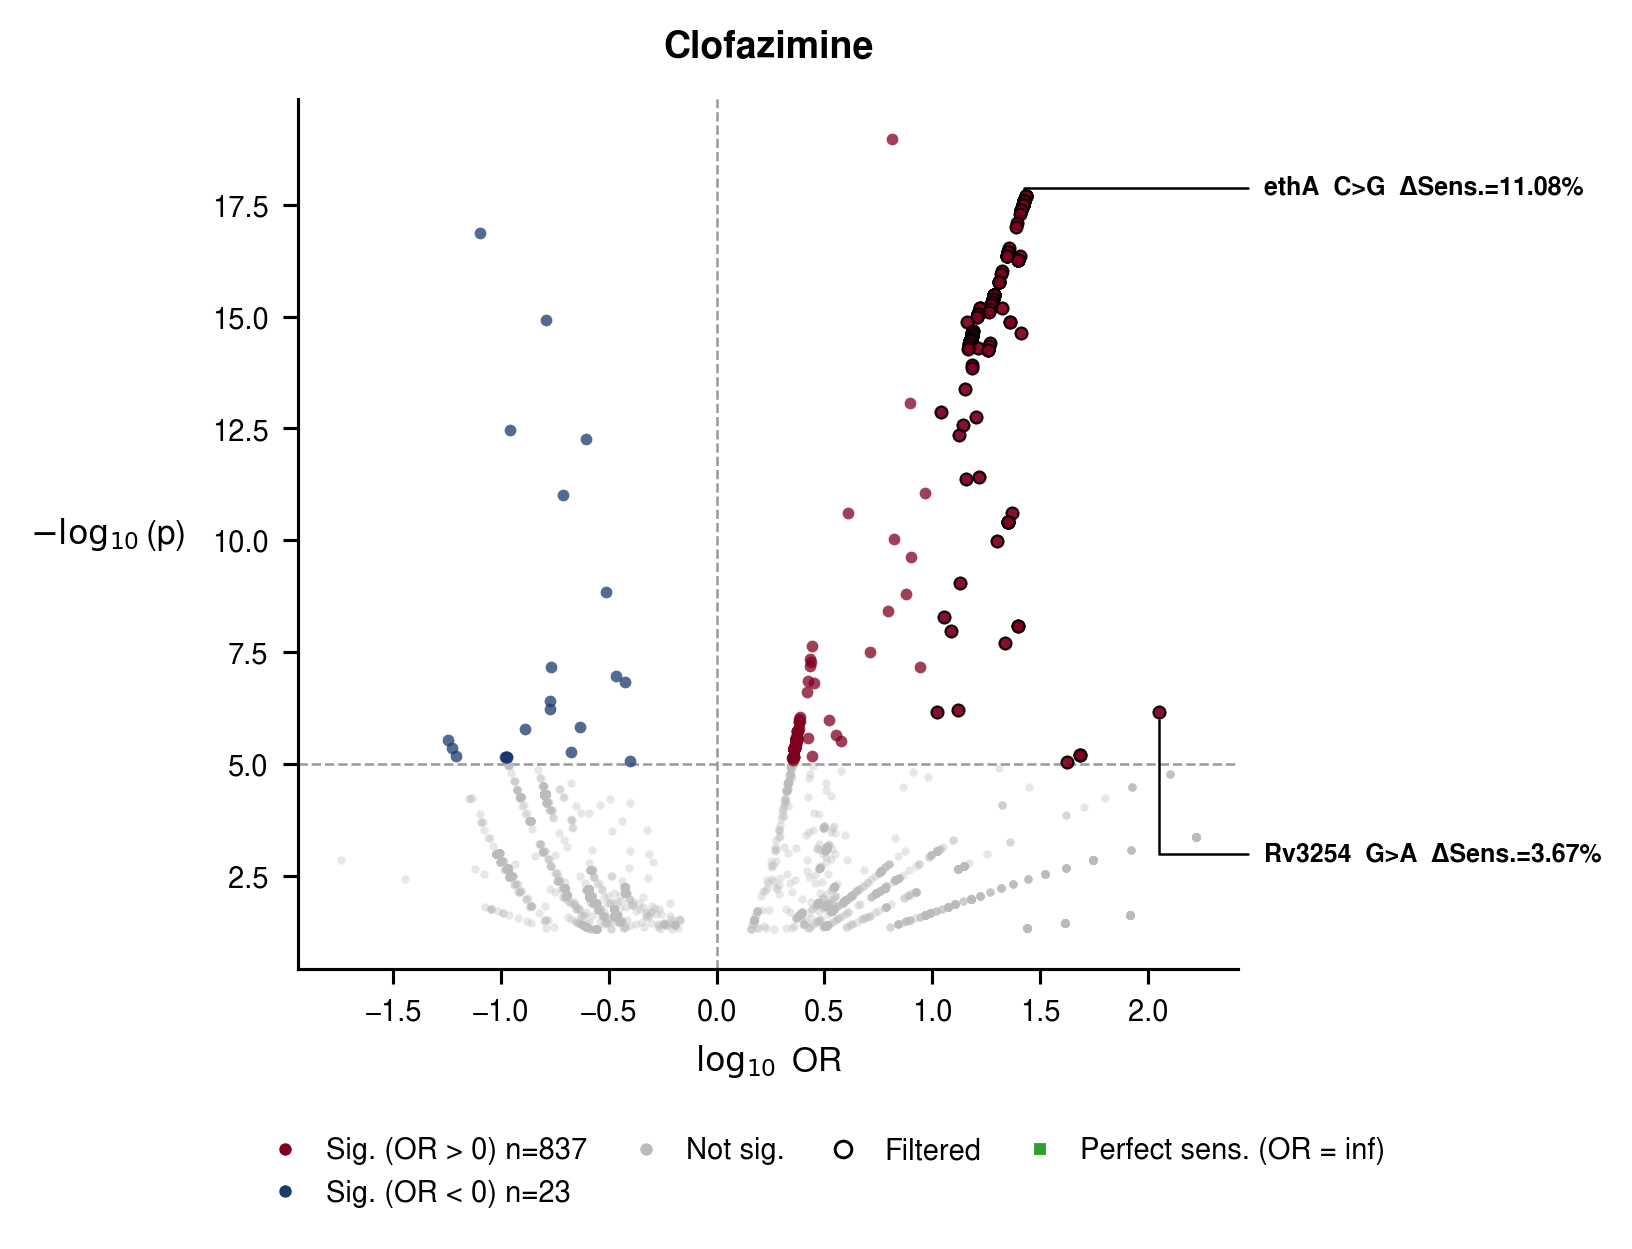 Clofazimine
ethA C>G ΔSens.=11.08%
17.5
15.0
12.5
−log10 (p)
10.0
7.5
5.0
Rv3254 G>A ΔSens.=3.67%
2.5
−1.5 −1.0 −0.5 0.0 0.5 1.0 1.5 2.0
log10 OR
Sig. (OR > 0) n=837 Not sig. Filtered Perfect sens. (OR = inf)
Sig. (OR < 0) n=23